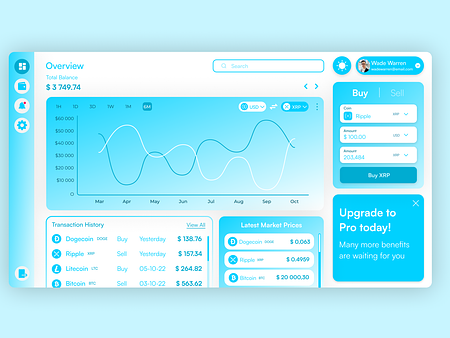 Overview
Search
Total Balance
$ 3 749.74
Wade Warren
1H 1D 3D 1W 1M 6M
USD
XRP
$60.000
$50.000
$40.000
$30.000
$20.000
$10.000
0
Mar Apr May Jun Jul Aug Sep Oct
Buy Sell
Coin
Ripple XRP
Amount
$ 100,00 USD
Amount
203,484 XRP
Buy XRP
Transaction History View All
Dogecoin DOGE Buy Yesterday $ 138.76
Ripple XRP Sell Yesterday $ 157.34
Litecoin LTC Buy 05-10-22 $ 264.82
Bitcoin BTC Sell 03-10-22 $ 563.62
Latest Market Prices
Dogecoin DOGE $ 0.063
Ripple XRP $ 0.4959
Bitcoin BTC $ 20 000,30
Upgrade to
Pro today!
Many more benefits
are waiting for you